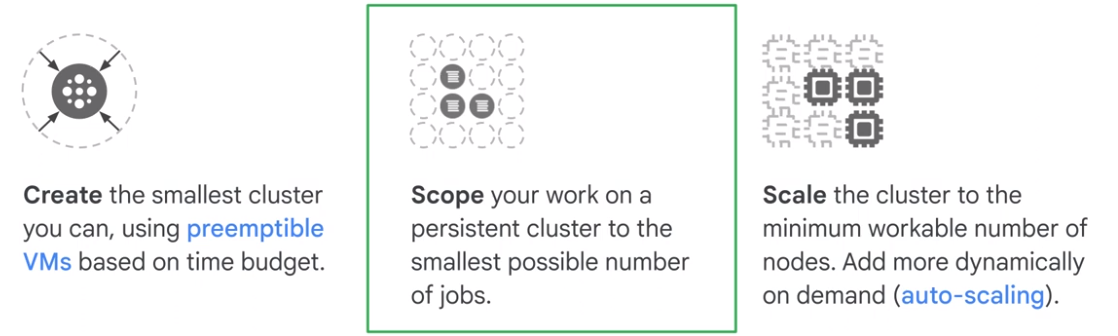 Create the smallest cluster
you can, using preemptible
VMs based on time budget.
Scope your work on a
persistent cluster to the
smallest possible number
of jobs.
Scale the cluster to the
minimum workable number of
nodes. Add more dynamically
on demand (auto-scaling).